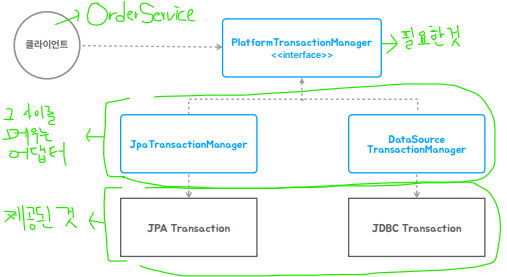 OrderService
클라이언트
PlatformTransactionManager
<<interface>>
필요한것
그 사이를
메우는
어댑터
JpaTransactionManager
DataSource
TransactionManager
제공된 것
JPA Transaction
JDBC Transaction